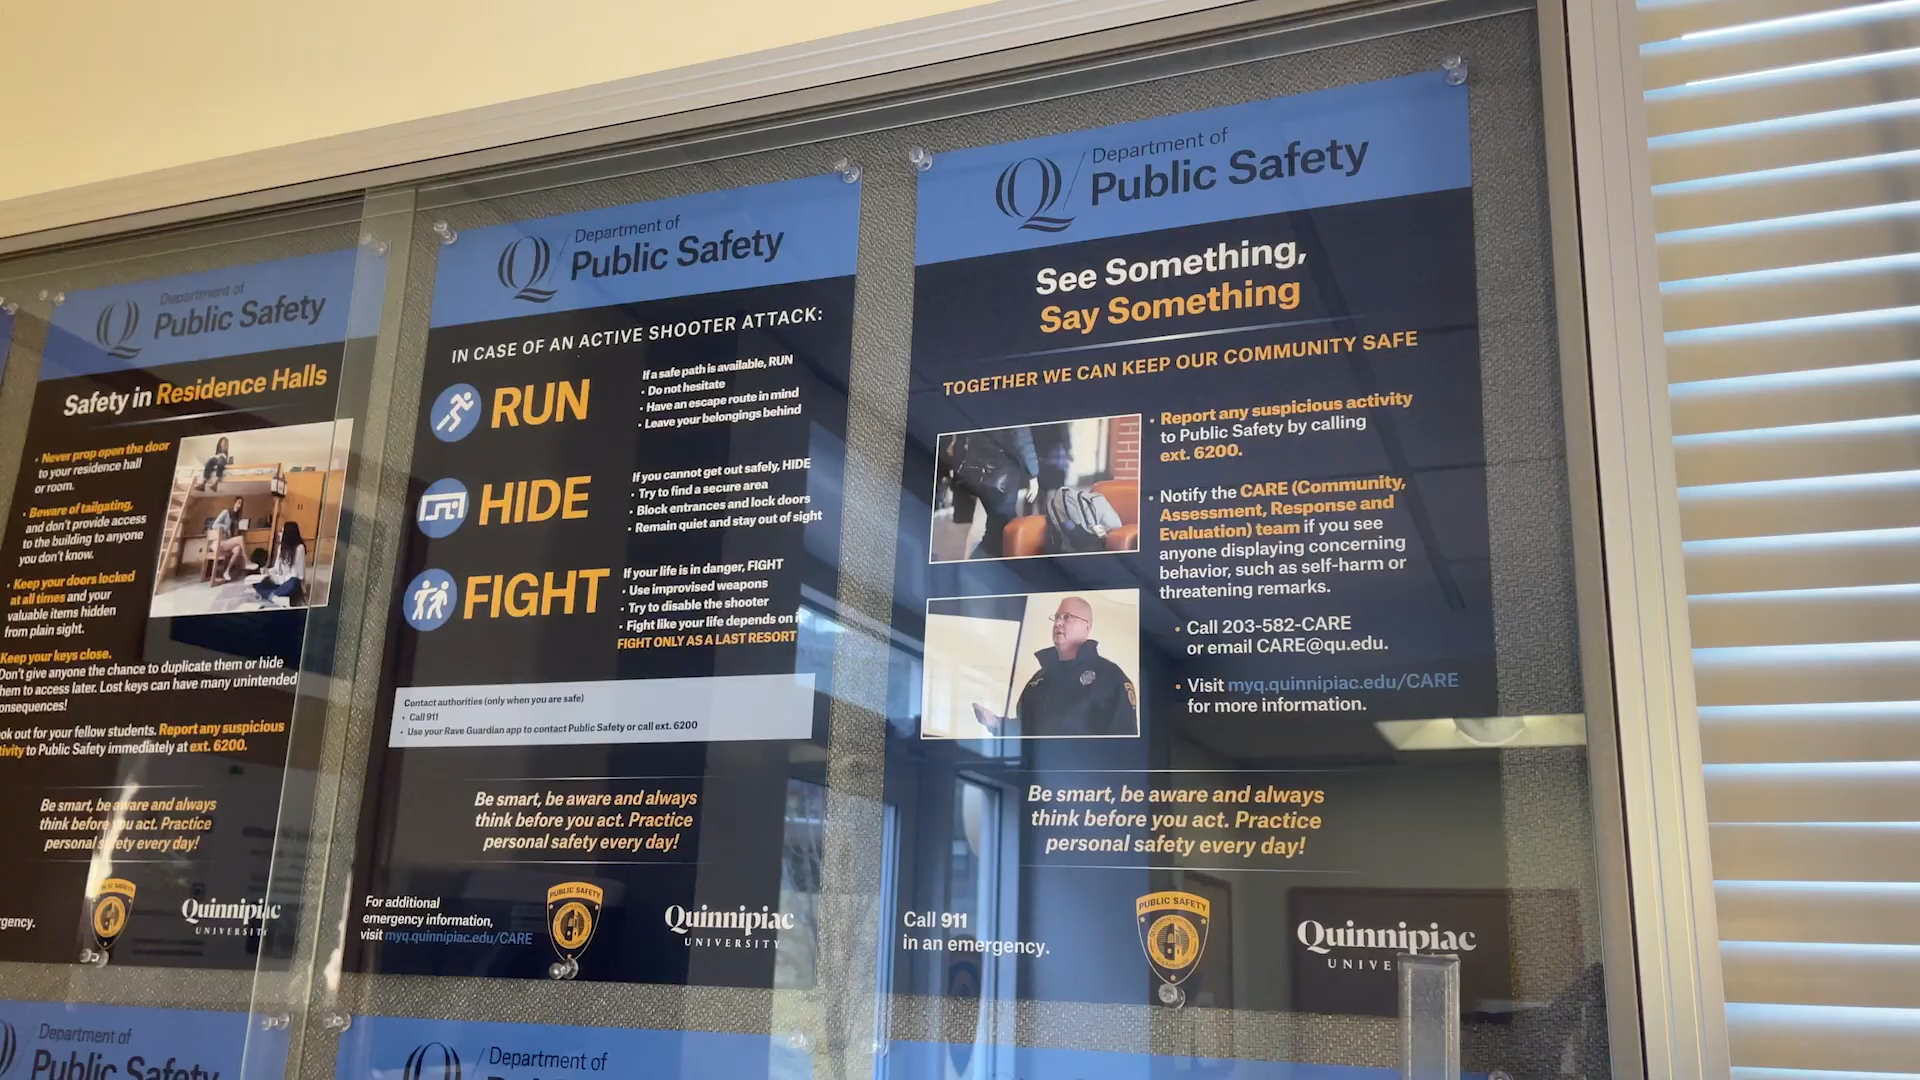 Department of
Public Safety
Safety in Residence Halls
• Never prop open the door
to your residence hall
or room.
• Beware of tailgating,
and don't provide access
to the building to anyone
you don't know.
• Keep your doors locked
at all times and your
valuable items hidden
from plain sight.
Keep your keys close.
Don't give anyone the chance to duplicate them or hide
them to access later. Lost keys can have many unintended
consequences!
out for your fellow students. Report any suspicious
to Public Safety immediately at ext. 6200.
Be smart, be aware and always
think before you act. Practice
personal safety every day!
PUBLIC SAFETY
Quinnipiac
UNIVERSITY
Department of
Public Safety
IN CASE OF AN ACTIVE SHOOTER ATTACK:
RUN
If a safe path is available, RUN
• Do not hesitate
• Have an escape route in mind
• Leave your belongings behind
HIDE
If you cannot get out safely, HIDE
• Try to find a secure area
• Block entrances and lock doors
• Remain quiet and stay out of sight
FIGHT
If your life is in danger, FIGHT
• Use improvised weapons
• Try to disable the shooter
• Fight like your life depends on it
FIGHT ONLY AS A LAST RESORT
Contact authorities (only when you are safe)
• Call 911
• Use your Rave Guardian app to contact Public Safety or call ext. 6200
Be smart, be aware and always
think before you act. Practice
personal safety every day!
For additional
emergency information,
visit myq.quinnipiac.edu/CARE
PUBLIC SAFETY
Quinnipiac
UNIVERSITY
Department of
Public Safety
See Something,
Say Something
TOGETHER WE CAN KEEP OUR COMMUNITY SAFE
• Report any suspicious activity
to Public Safety by calling
ext. 6200.
• Notify the CARE (Community,
Assessment, Response and
Evaluation) team if you see
anyone displaying concerning
behavior, such as self-harm or
threatening remarks.
• Call 203-582-CARE
or email CARE@qu.edu.
• Visit myq.quinnipiac.edu/CARE
for more information.
Be smart, be aware and always
think before you act. Practice
personal safety every day!
Call 911
in an emergency.
PUBLIC SAFETY
Quinnipiac
UNIVE
Department of
Public Safety
Department of